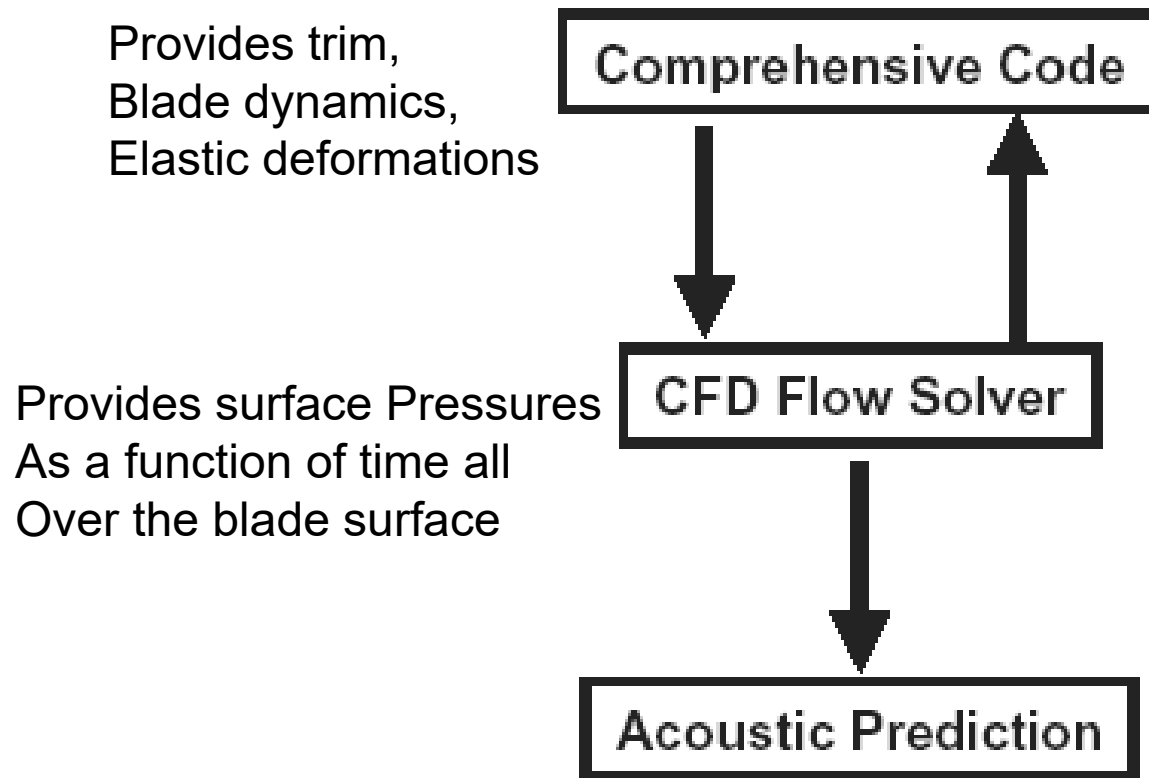 Provides trim,
Blade dynamics,
Elastic deformations
Comprehensive Code
Provides surface Pressures
As a function of time all
Over the blade surface
CFD Flow Solver
Acoustic Prediction